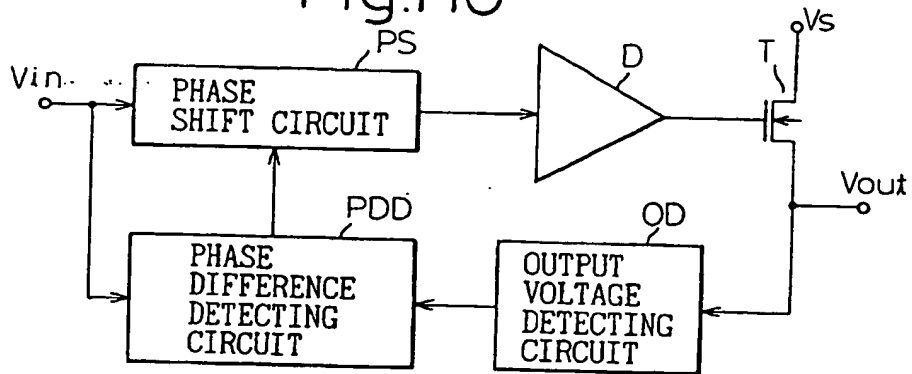 PS
Vs
D
T
Vin
PHASE
SHIFT CIRCUIT
Vout
PDD
OD
PHASE
DIFFERENCE
DETECTING
CIRCUIT
OUTPUT
VOLTAGE
DETECTING
CIRCUIT